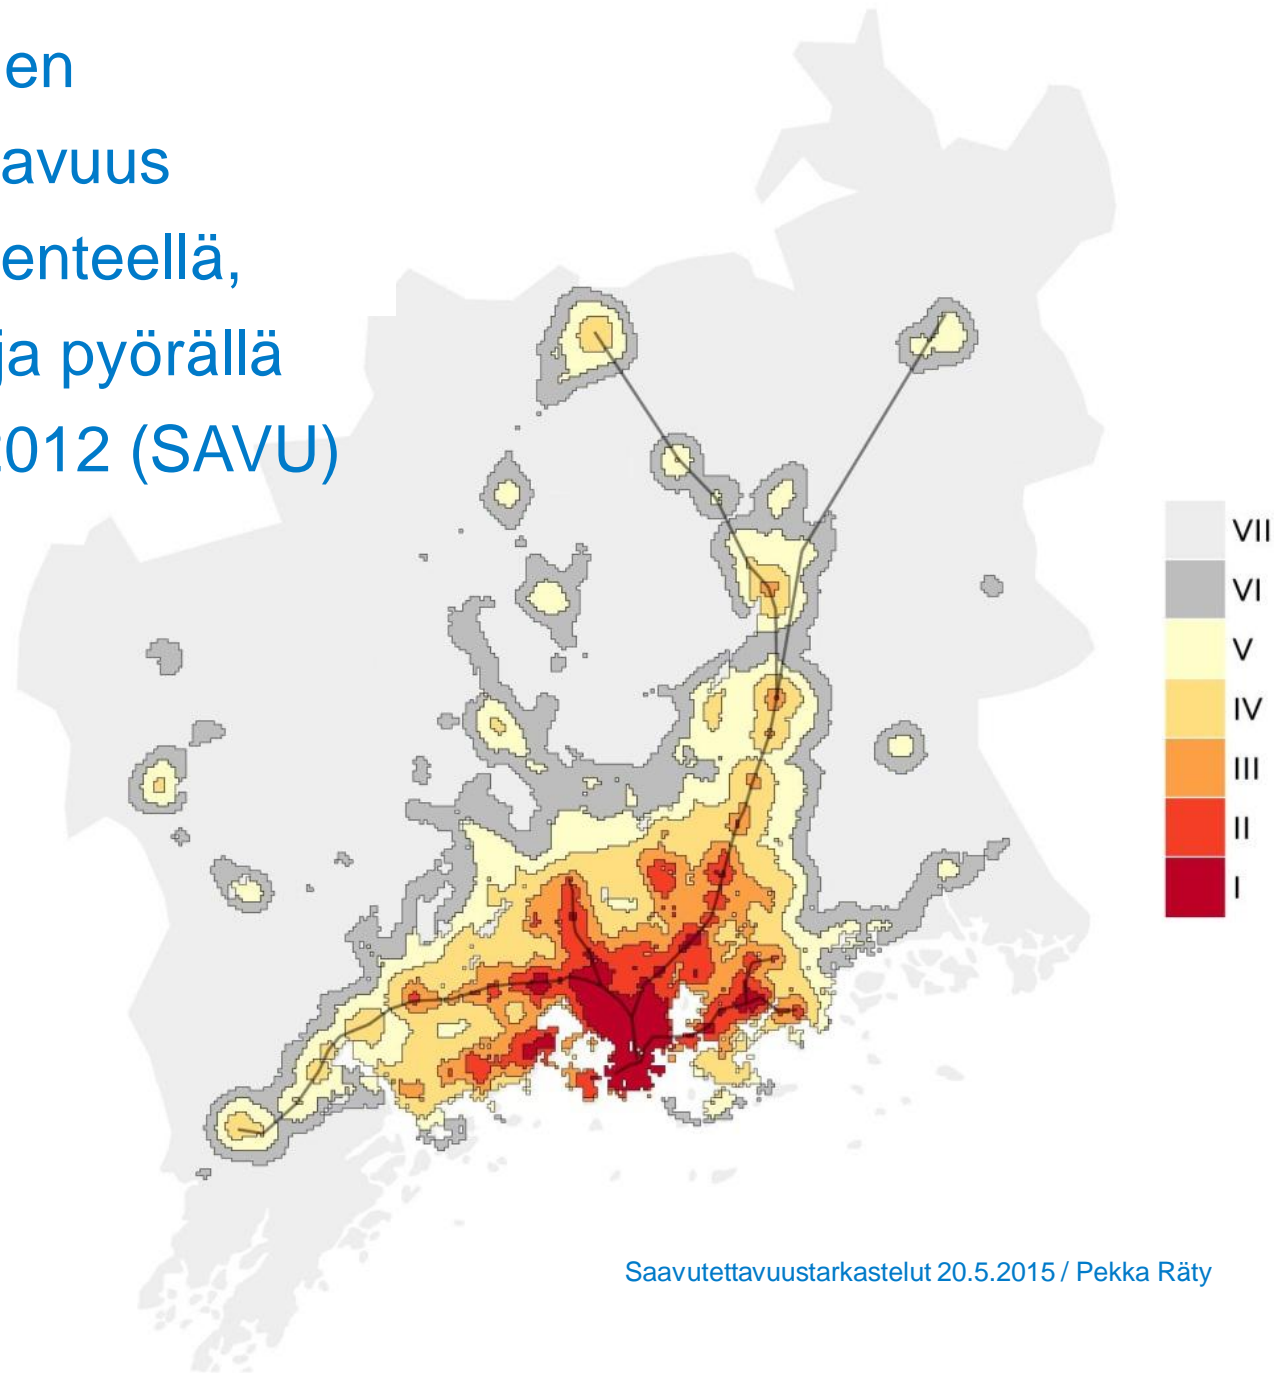 en
avuus
enteellä,
ja pyörällä
2012 (SAVU)
VII
VI
V
IV
III
II
I
Saavutettavuustarkastelut 20.5.2015 / Pekka Räty